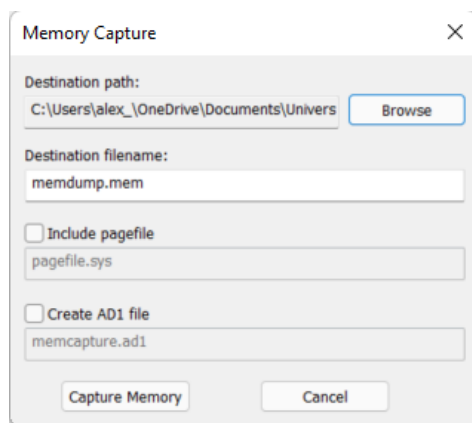 Memory Capture
Destination path:
C:\Users\alex_\OneDrive\Documents\Univers
Browse
Destination filename:
memdump.mem
Include pagefile
pagefile.sys
Create AD1 file
memcapture.ad1
Capture Memory
Cancel